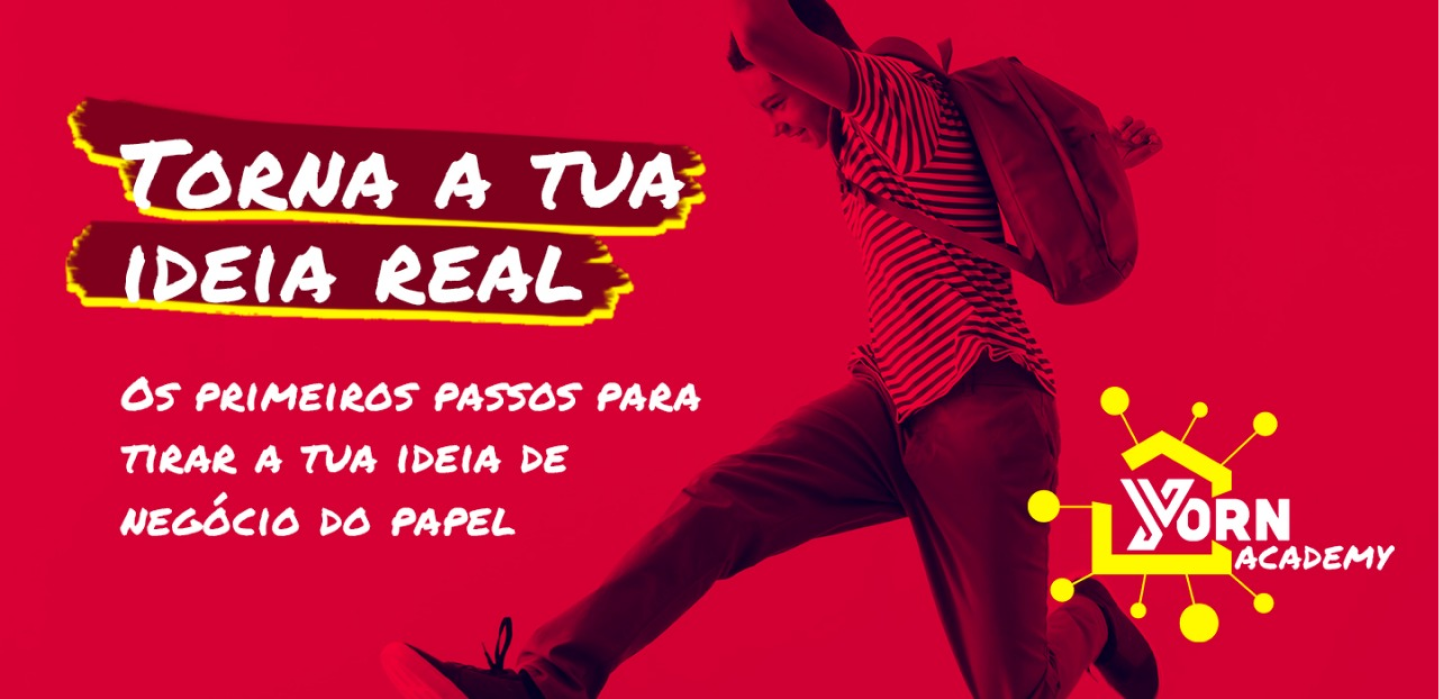 TORNA A TUA
IDEIA REAL
OS PRIMEIROS PASSOS PARA
TIRAR A TUA IDEIA DE
NEGÓCIO DO PAPEL
YORN
ACADEMY